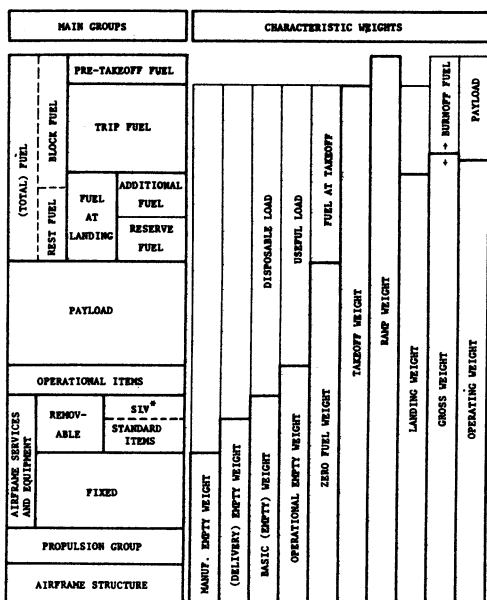 MAIN GROUPS
CHARACTERISTIC WEIGHTS
(TOTAL) FUEL
BLOCK FUEL
REST FUEL
PRE-TAKEOFF FUEL
TRIP FUEL
FUEL
AT
LANDING
ADDITIONAL
FUEL
RESERVE
FUEL
PAYLOAD
OPERATIONAL ITEMS
AIRFRAME SERVICES
AND EQUIPMENT
REMOV-
ABLE
SLV*
STANDARD
ITEMS
FIXED
PROPULSION GROUP
AIRFRAME STRUCTURE
MANUF. EMPTY WEIGHT
(DELIVERY) EMPTY WEIGHT
DISPOSABLE LOAD
BASIC (EMPTY) WEIGHT
USEFUL LOAD
OPERATIONAL EMPTY WEIGHT
FUEL AT TAKEOFF
ZERO FUEL WEIGHT
TAKEOFF WEIGHT
RAMP WEIGHT
LANDING WEIGHT
← → BURNOFF FUEL
GROSS WEIGHT
PAYLOAD
OPERATING WEIGHT